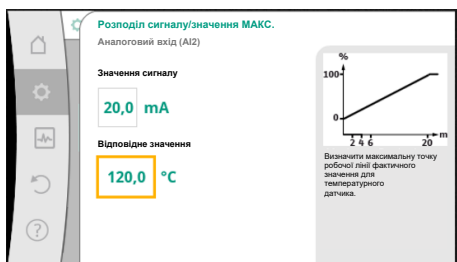 Розподіл сигналу/значення МАКС.
Аналоговий вхід (AI2)
Значення сигналу
20,0 mA
Відповідне значення
120,0 °C
%
100
0
2 4 6 20 m
Визначити максимальну точку
робочої лінії фактичного
значення для
температурного
датчика.